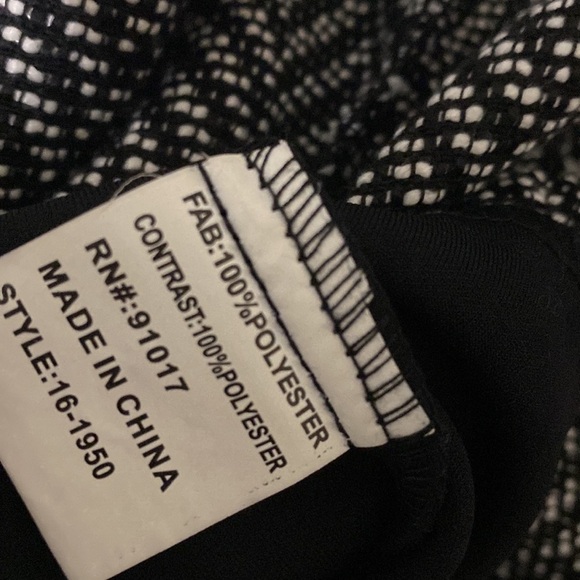 FAB:100%POLYESTER
CONTRAST:100%POLYESTER
RN#:91017
MADE IN CHINA
STYLE:16-1950